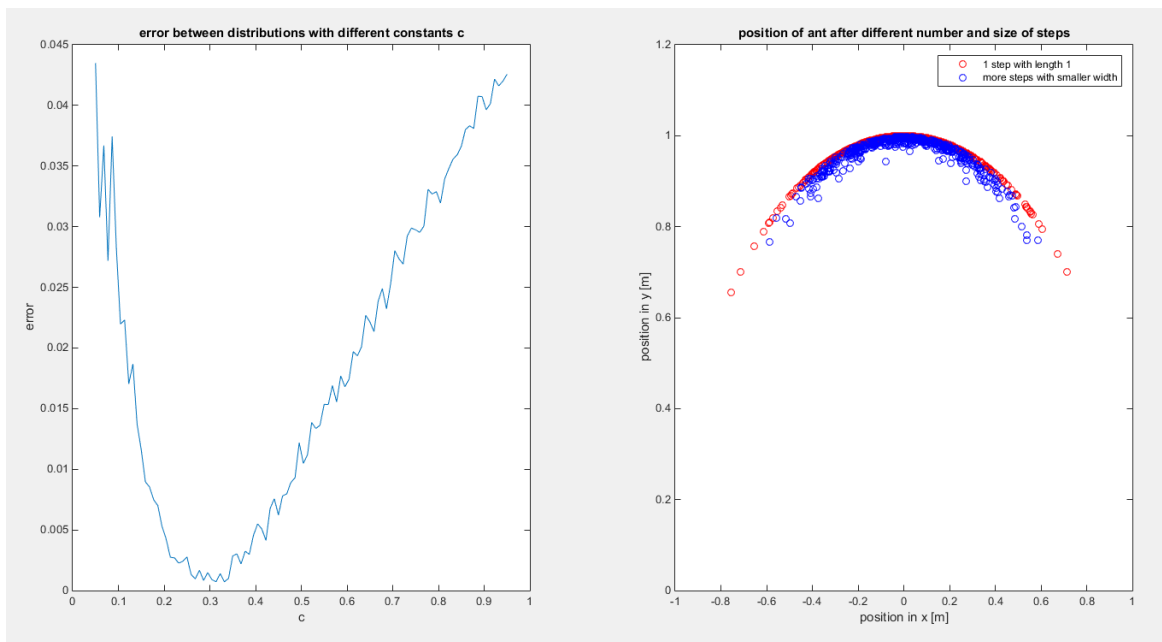 error between distributions with different constants c
0.045
0.04
0.035
0.03
0.025
0.02
0.015
0.01
0.005
0
error
0 0.1 0.2 0.3 0.4 0.5 0.6 0.7 0.8 0.9 1
c
position of ant after different number and size of steps
1 step with length 1
more steps with smaller width
1.2
1
0.8
0.6
0.4
0.2
0
position in y [m]
-1 -0.8 -0.6 -0.4 -0.2 0 0.2 0.4 0.6 0.8 1
position in x [m]